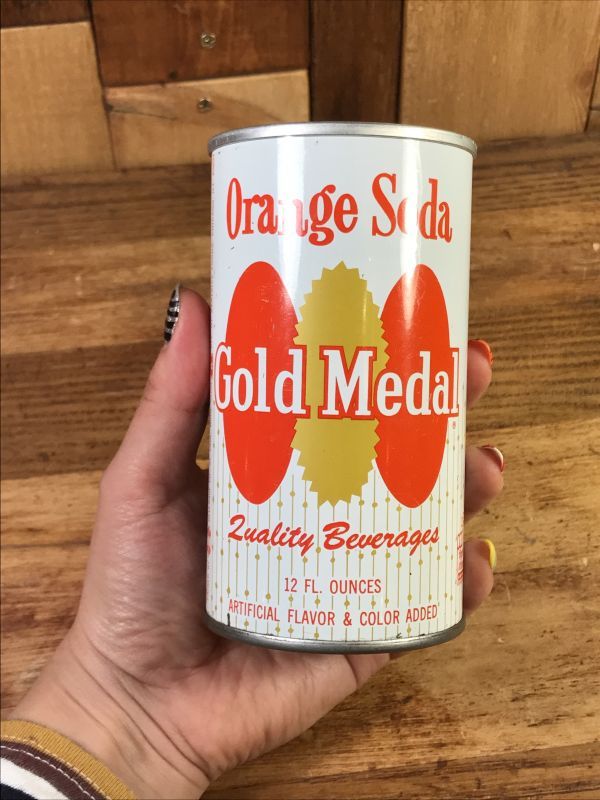 Orange Soda
Gold Medal
Quality Beverages
12 FL. OUNCES
ARTIFICIAL FLAVOR & COLOR ADDED